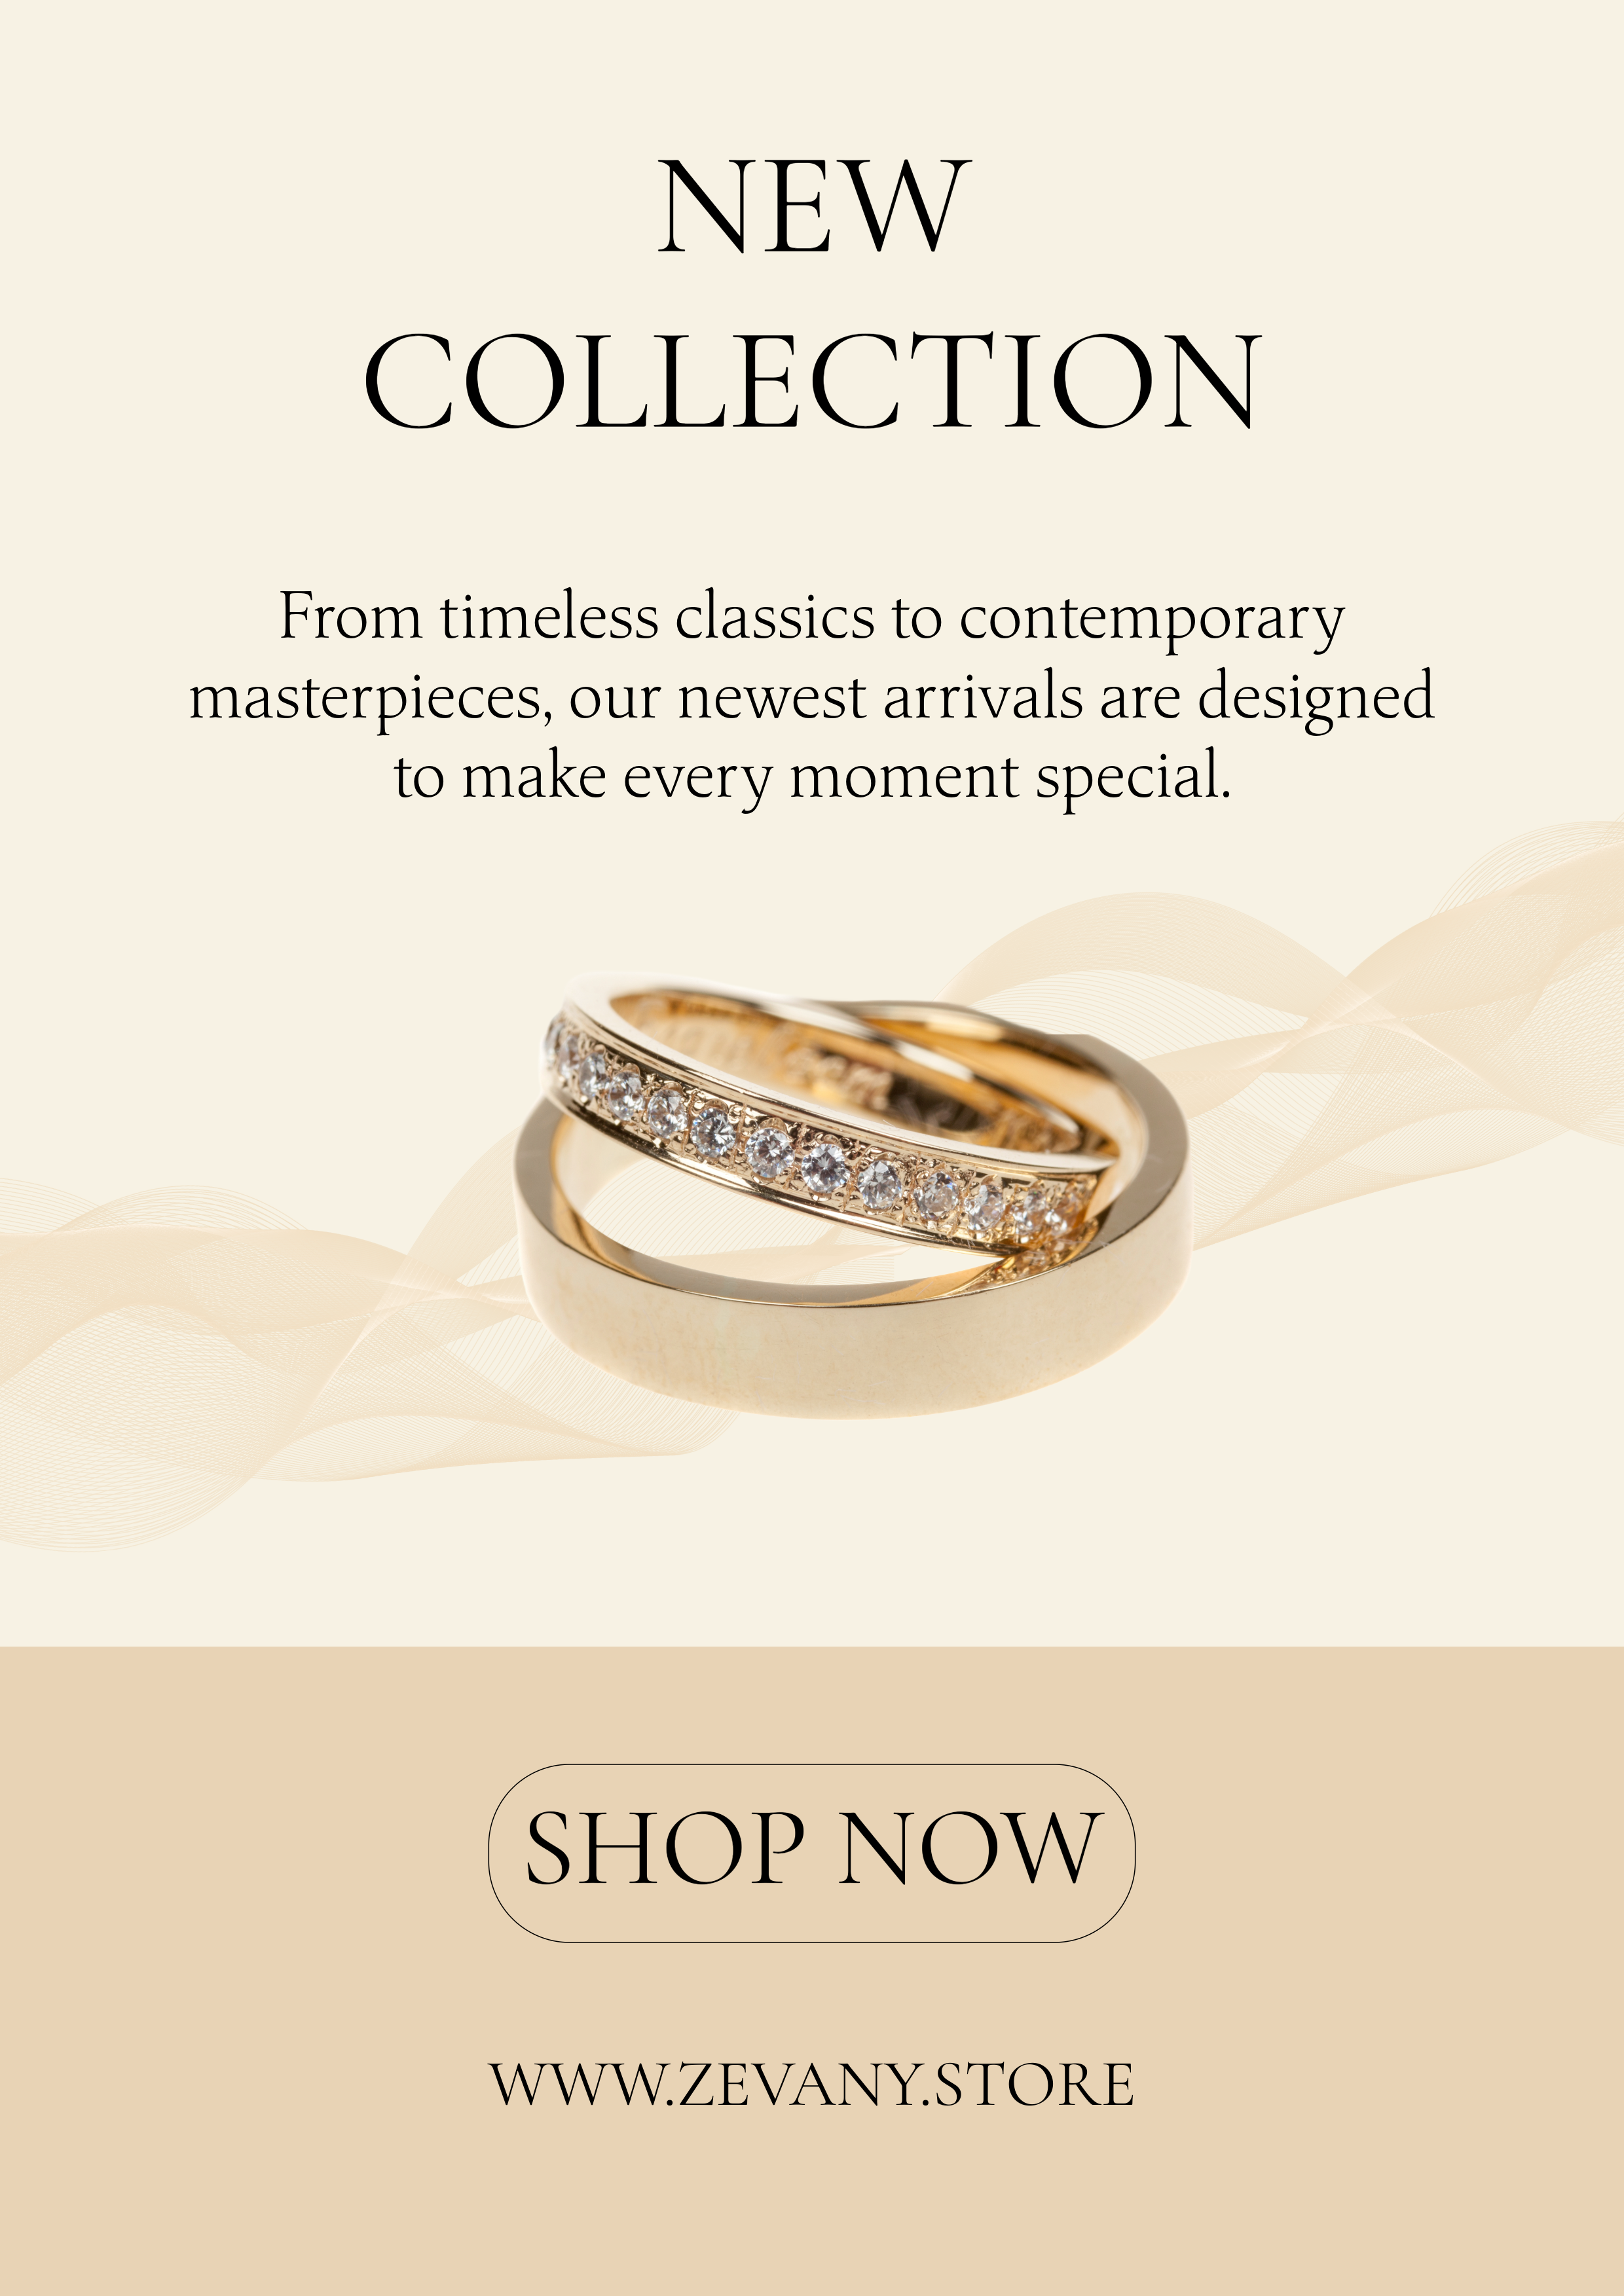 NEW
COLLECTION
From timeless classics to contemporary
masterpieces, our newest arrivals are designed
to make every moment special.
SHOP NOW
WWW.ZEVANY.STORE